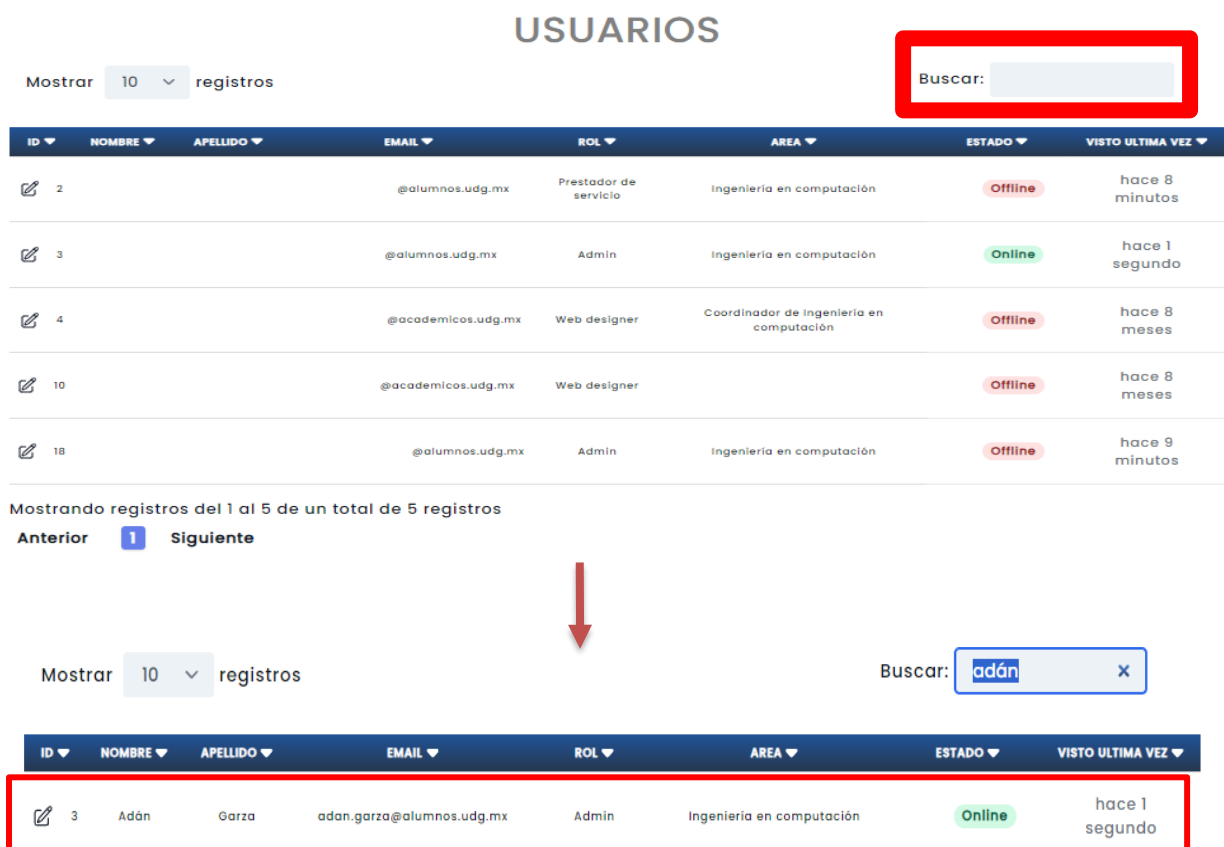 USUARIOS
Mostrar 10 registros Buscar:
ID NOMBRE APELLIDO EMAIL ROL AREA ESTADO VISTO ULTIMA VEZ
2 @alumnos.udg.mx Prestador de servicio Ingeniería en computación Offline hace 8 minutos
3 @alumnos.udg.mx Admin Ingeniería en computación Online hace 1 segundo
4 @academicos.udg.mx Web designer Coordinador de Ingeniería en computación Offline hace 8 meses
10 @academicos.udg.mx Web designer Offline hace 8 meses
18 @alumnos.udg.mx Admin Ingeniería en computación Offline hace 9 minutos
Mostrando registros del 1 al 5 de un total de 5 registros
Anterior 1 Siguiente
Mostrar 10 registros Buscar: adán
ID NOMBRE APELLIDO EMAIL ROL AREA ESTADO VISTO ULTIMA VEZ
3 Adán Garza adan.garza@alumnos.udg.mx Admin Ingeniería en computación Online hace 1 segundo